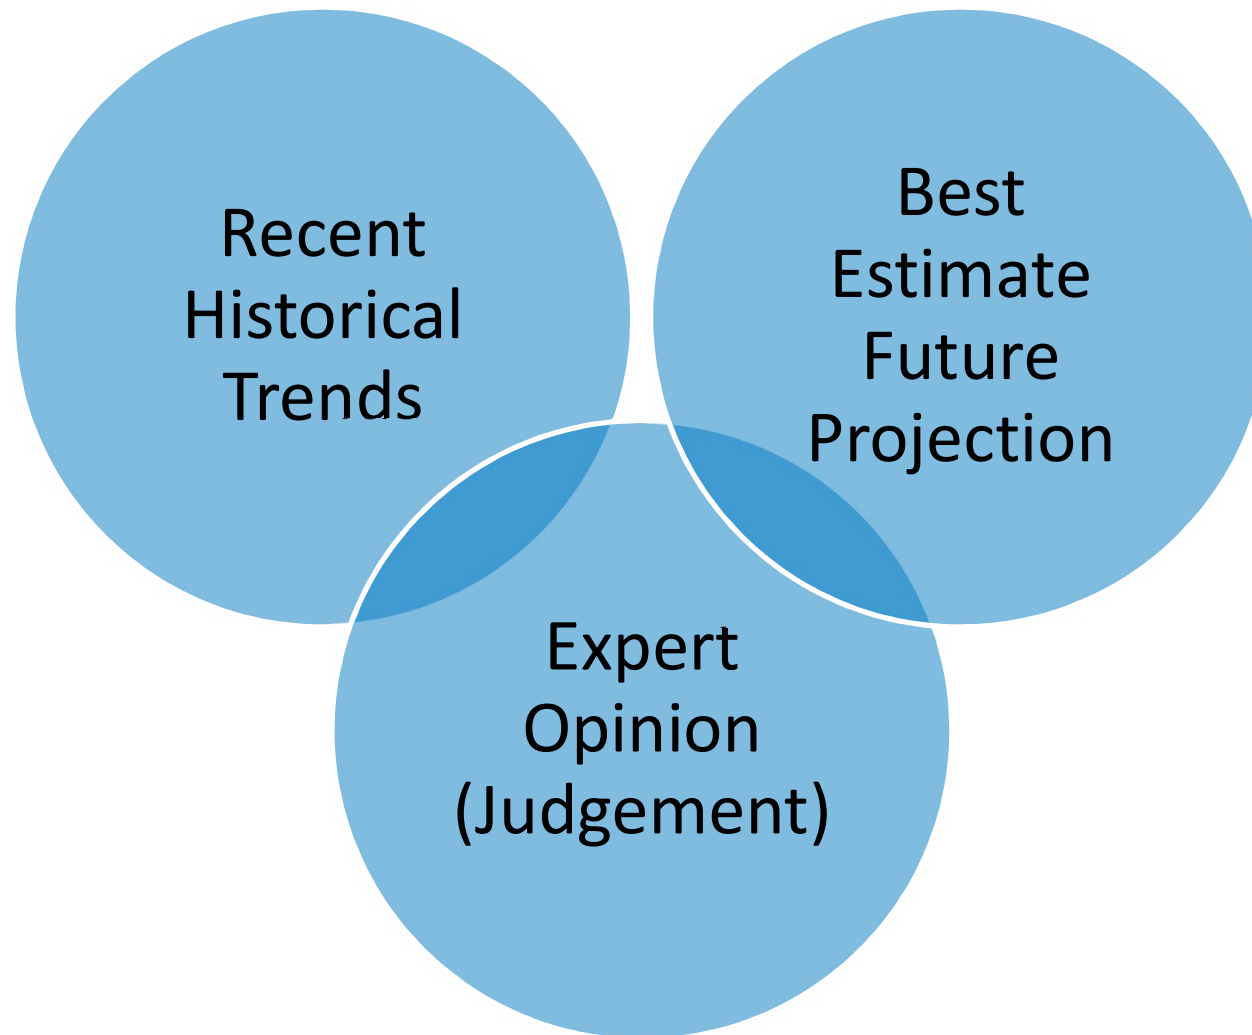 Recent
Historical
Trends
Best
Estimate
Future
Projection
Expert
Opinion
(Judgement)